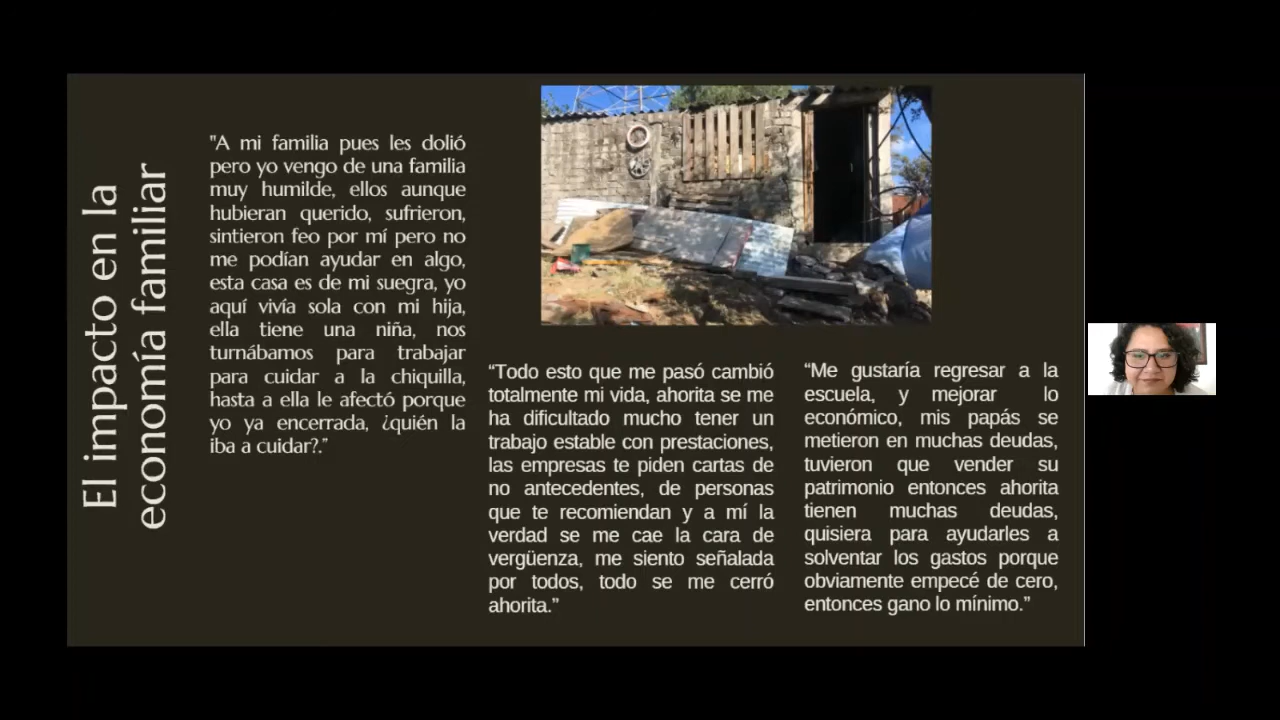 El impacto en la
economía familiar
"A mi familia pues les dolió
pero yo vengo de una familia
muy humilde, ellos aunque
hubieran querido, sufrieron,
sintieron feo por mí pero no
me podían ayudar en algo,
esta casa es de mi suegra, yo
aquí vivía sola con mi hija,
ella tiene una niña, nos
turnábamos para trabajar
para cuidar a la chiquilla,
hasta a ella le afectó porque
yo ya encerrada, ¿quién la
iba a cuidar?.”
“Todo esto que me pasó cambió
totalmente mi vida, ahorita se me
ha dificultado mucho tener un
trabajo estable con prestaciones,
las empresas te piden cartas de
no antecedentes, de personas
que te recomiendan y a mí la
verdad se me cae la cara de
vergüenza, me siento señalada
por todos, todo se me cerró
ahorita.”
“Me gustaría regresar a la
escuela, y mejorar lo
económico, mis papás se
metieron en muchas deudas,
tuvieron que vender su
patrimonio entonces ahorita
tienen muchas deudas,
quisiera para ayudarles a
solventar los gastos porque
obviamente empecé de cero,
entonces gano lo mínimo.”